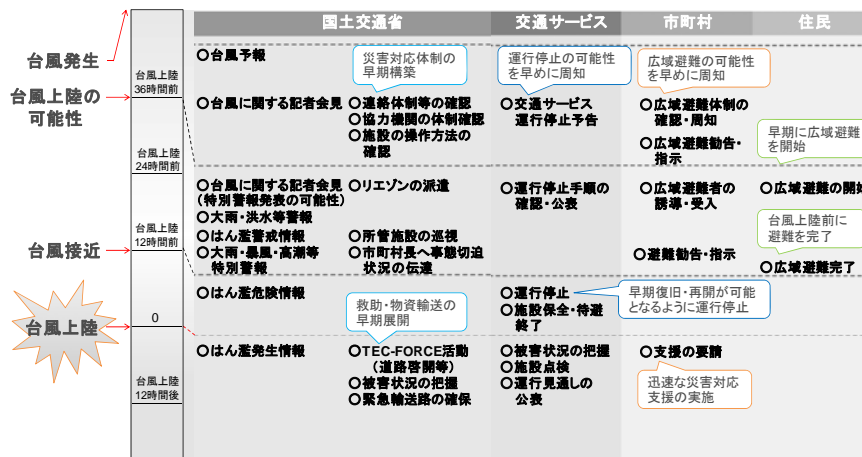 国土交通省
交通サービス
市町村
住民
台風発生
台風上陸の
可能性
台風接近
台風上陸
台風上陸
36時間前
台風上陸
24時間前
台風上陸
12時間前
0
台風上陸
12時間後
○台風予報
災害対応体制の
早期構築
運行停止の可能性
を早めに周知
広域避難の可能性
を早めに周知
○台風に関する記者会見
○連絡体制等の確認
○協力機関の体制確認
○施設の操作方法の
確認
○交通サービス
運行停止予告
○広域避難体制の
確認・周知
○広域避難勧告・
指示
早期に広域避難
を開始
○台風に関する記者会見
(特別警報発表の可能性)
○大雨・洪水等警報
○はん濫警戒情報
○大雨・暴風・高潮等
特別警報
○リエゾンの派遣
○所管施設の巡視
○市町村長へ事態切迫
状況の伝達
○運行停止手順の
確認・公表
○広域避難者の
誘導・受入
○避難勧告・指示
○広域避難の開始
台風上陸前に
避難を完了
○広域避難完了
○はん濫危険情報
救助・物資輸送の
早期展開
○運行停止
○施設保全・待避
終了
早期復旧・再開が可能
となるように運行停止
○はん濫発生情報
○TEC-FORCE活動
(道路啓開等)
○被害状況の把握
○緊急輸送路の確保
○被害状況の把握
○施設点検
○運行見通しの
公表
○支援の要請
迅速な災害対応
支援の実施